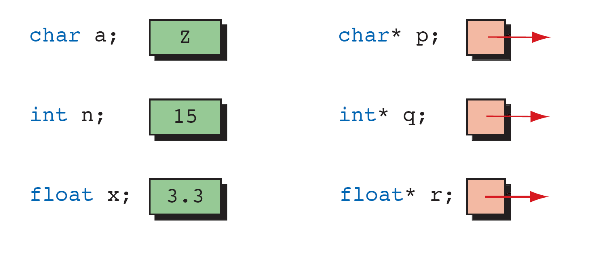 char a; Z char* p;
int n; 15 int* q;
float x; 3.3 float* r;